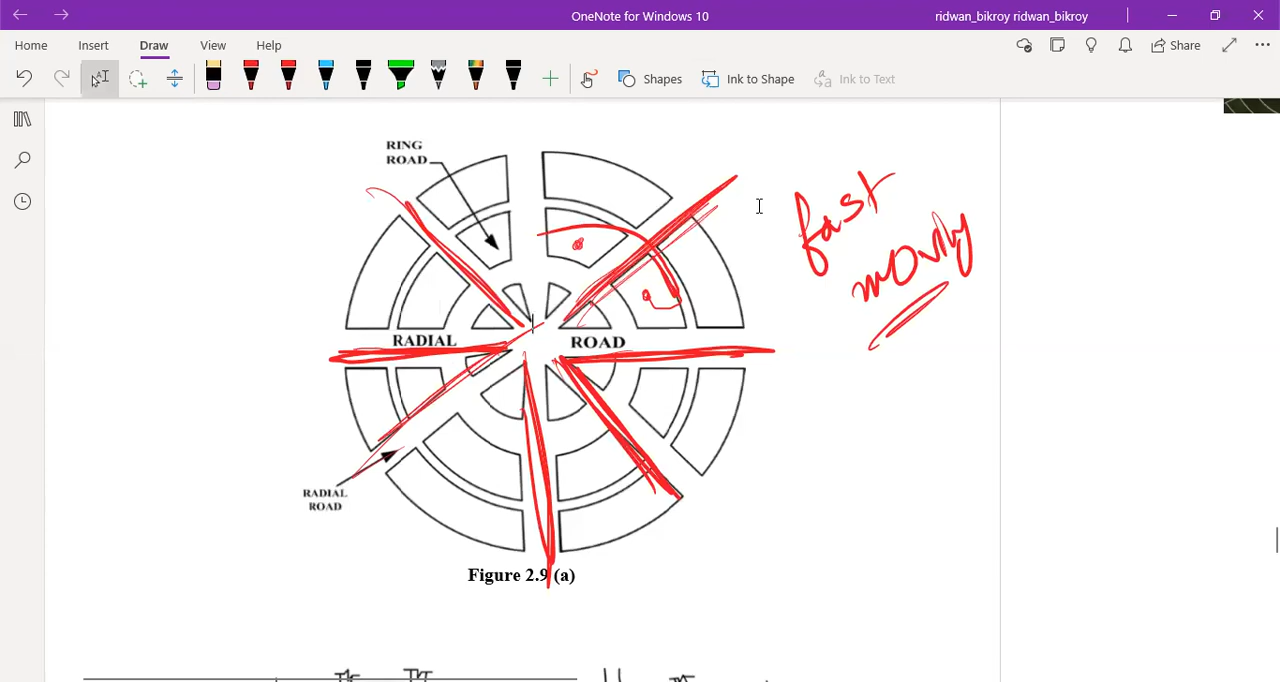 OneNote for Windows 10
ridwan_bikroy ridwan_bikroy
Home Insert Draw View Help
Share
Shapes
Ink to Shape
Ink to Text
RING
ROAD
fast
moving
RADIAL ROAD
RADIAL
ROAD
Figure 2.9 (a)